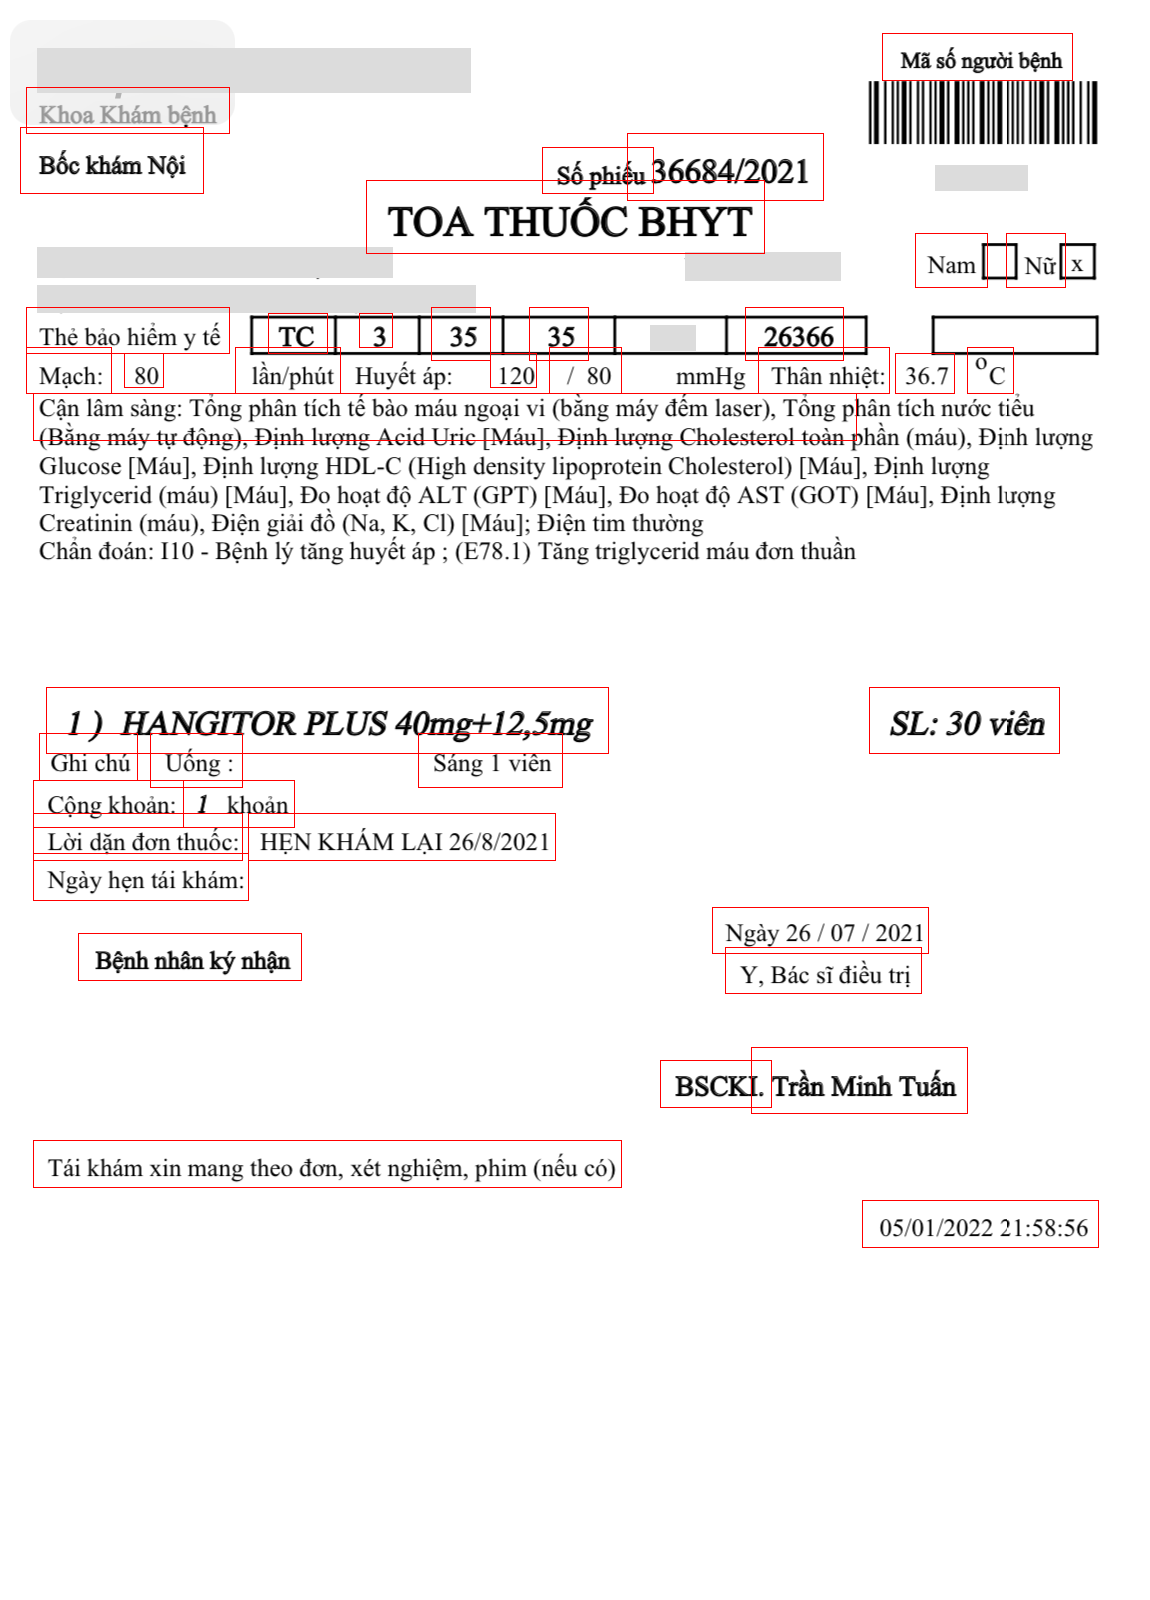 Mã số người bệnh
Khoa Khám bệnh
Bốc khám Nội
Số phiếu 36684/2021
TOA THUỐC BHYT
Nam Nữ x
Thẻ bảo hiểm y tế TC 3 35 35 26366
Mạch: 80 lần/phút Huyết áp: 120 / 80 mmHg Thân nhiệt: 36.7 oC
Cận lâm sàng: Tổng phân tích tế bào máu ngoại vi (bằng máy đếm laser), Tổng phân tích nước tiểu
(Bằng máy tự động), Định lượng Acid Uric [Máu], Định lượng Cholesterol toàn phần (máu), Định lượng
Glucose [Máu], Định lượng HDL-C (High density lipoprotein Cholesterol) [Máu], Định lượng
Triglycerid (máu) [Máu], Đo hoạt độ ALT (GPT) [Máu], Đo hoạt độ AST (GOT) [Máu], Định lượng
Creatinin (máu), Điện giải đồ (Na, K, Cl) [Máu]; Điện tim thường
Chẩn đoán: I10 - Bệnh lý tăng huyết áp ; (E78.1) Tăng triglycerid máu đơn thuần
1 ) HANGITOR PLUS 40mg+12,5mg SL: 30 viên
Ghi chú Uống : Sáng 1 viên
Cộng khoản: 1 khoản
Lời dặn đơn thuốc: HẸN KHÁM LẠI 26/8/2021
Ngày hẹn tái khám:
Ngày 26 / 07 / 2021
Bệnh nhân ký nhận
Y, Bác sĩ điều trị
BSCKI. Trần Minh Tuấn
Tái khám xin mang theo đơn, xét nghiệm, phim (nếu có)
05/01/2022 21:58:56